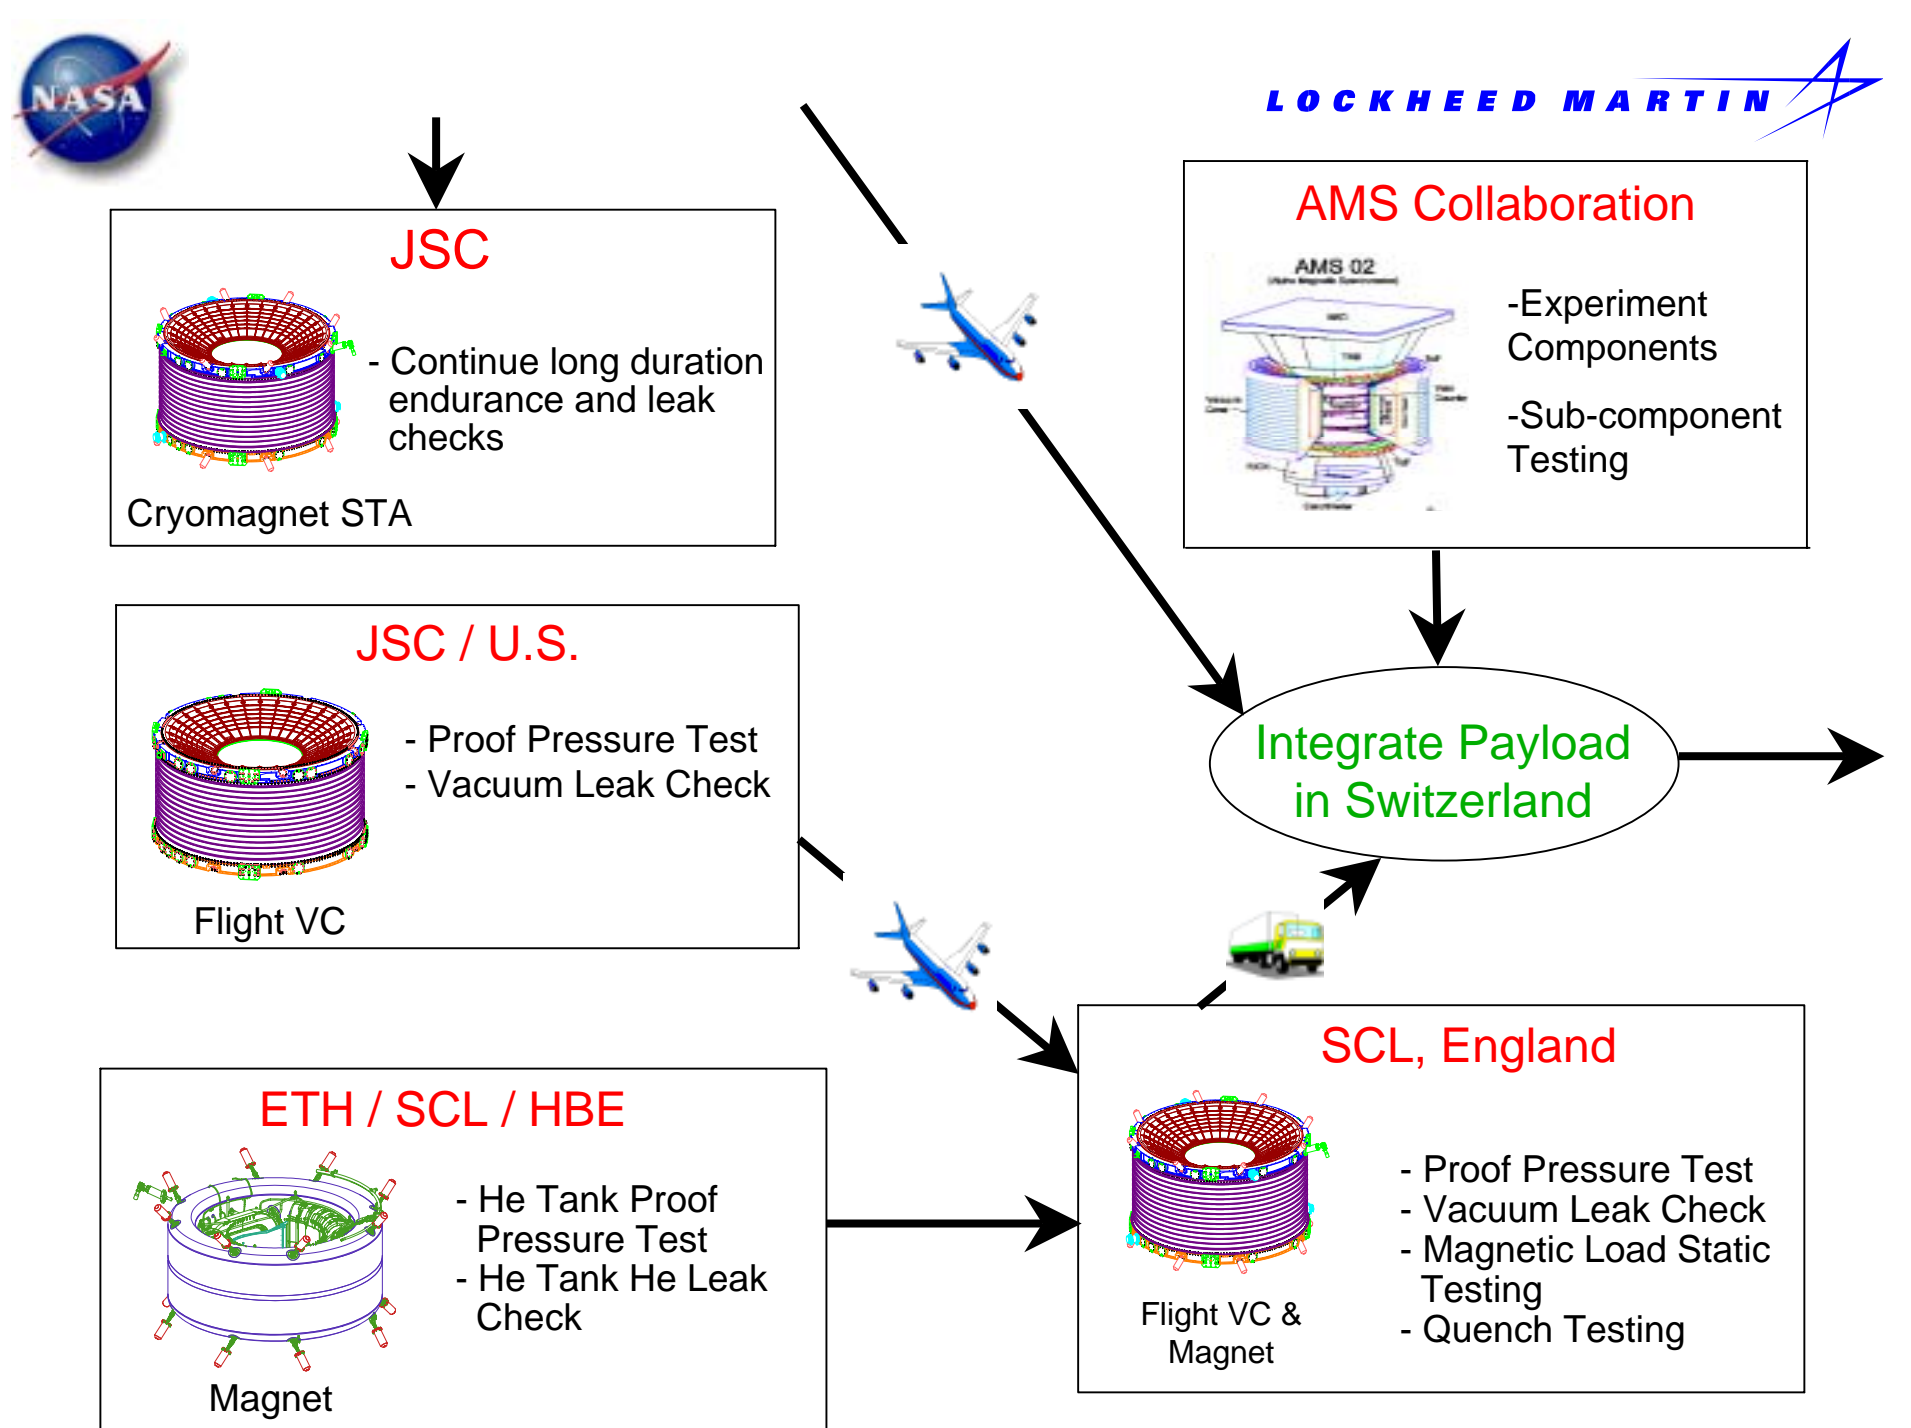 NASA
LOCKHEED MARTIN
JSC
- Continue long duration
endurance and leak
checks
Cryomagnet STA
AMS Collaboration
AMS 02
-Experiment
Components
-Sub-component
Testing
JSC / U.S.
- Proof Pressure Test
- Vacuum Leak Check
Flight VC
Integrate Payload
in Switzerland
ETH / SCL / HBE
- He Tank Proof
Pressure Test
- He Tank He Leak
Check
Magnet
SCL, England
- Proof Pressure Test
- Vacuum Leak Check
- Magnetic Load Static
Testing
- Quench Testing
Flight VC &
Magnet